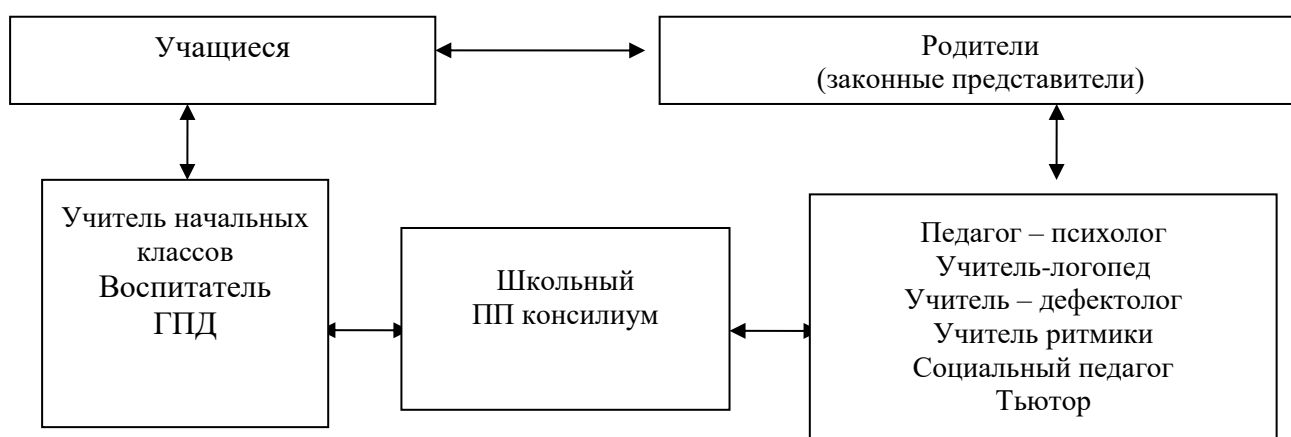 Учащиеся
Родители
(законные представители)
Учитель начальных
классов
Воспитатель
ГПД
Школьный
ПП консилиум
Педагог – психолог
Учитель-логопед
Учитель – дефектолог
Учитель ритмики
Социальный педагог
Тьютор